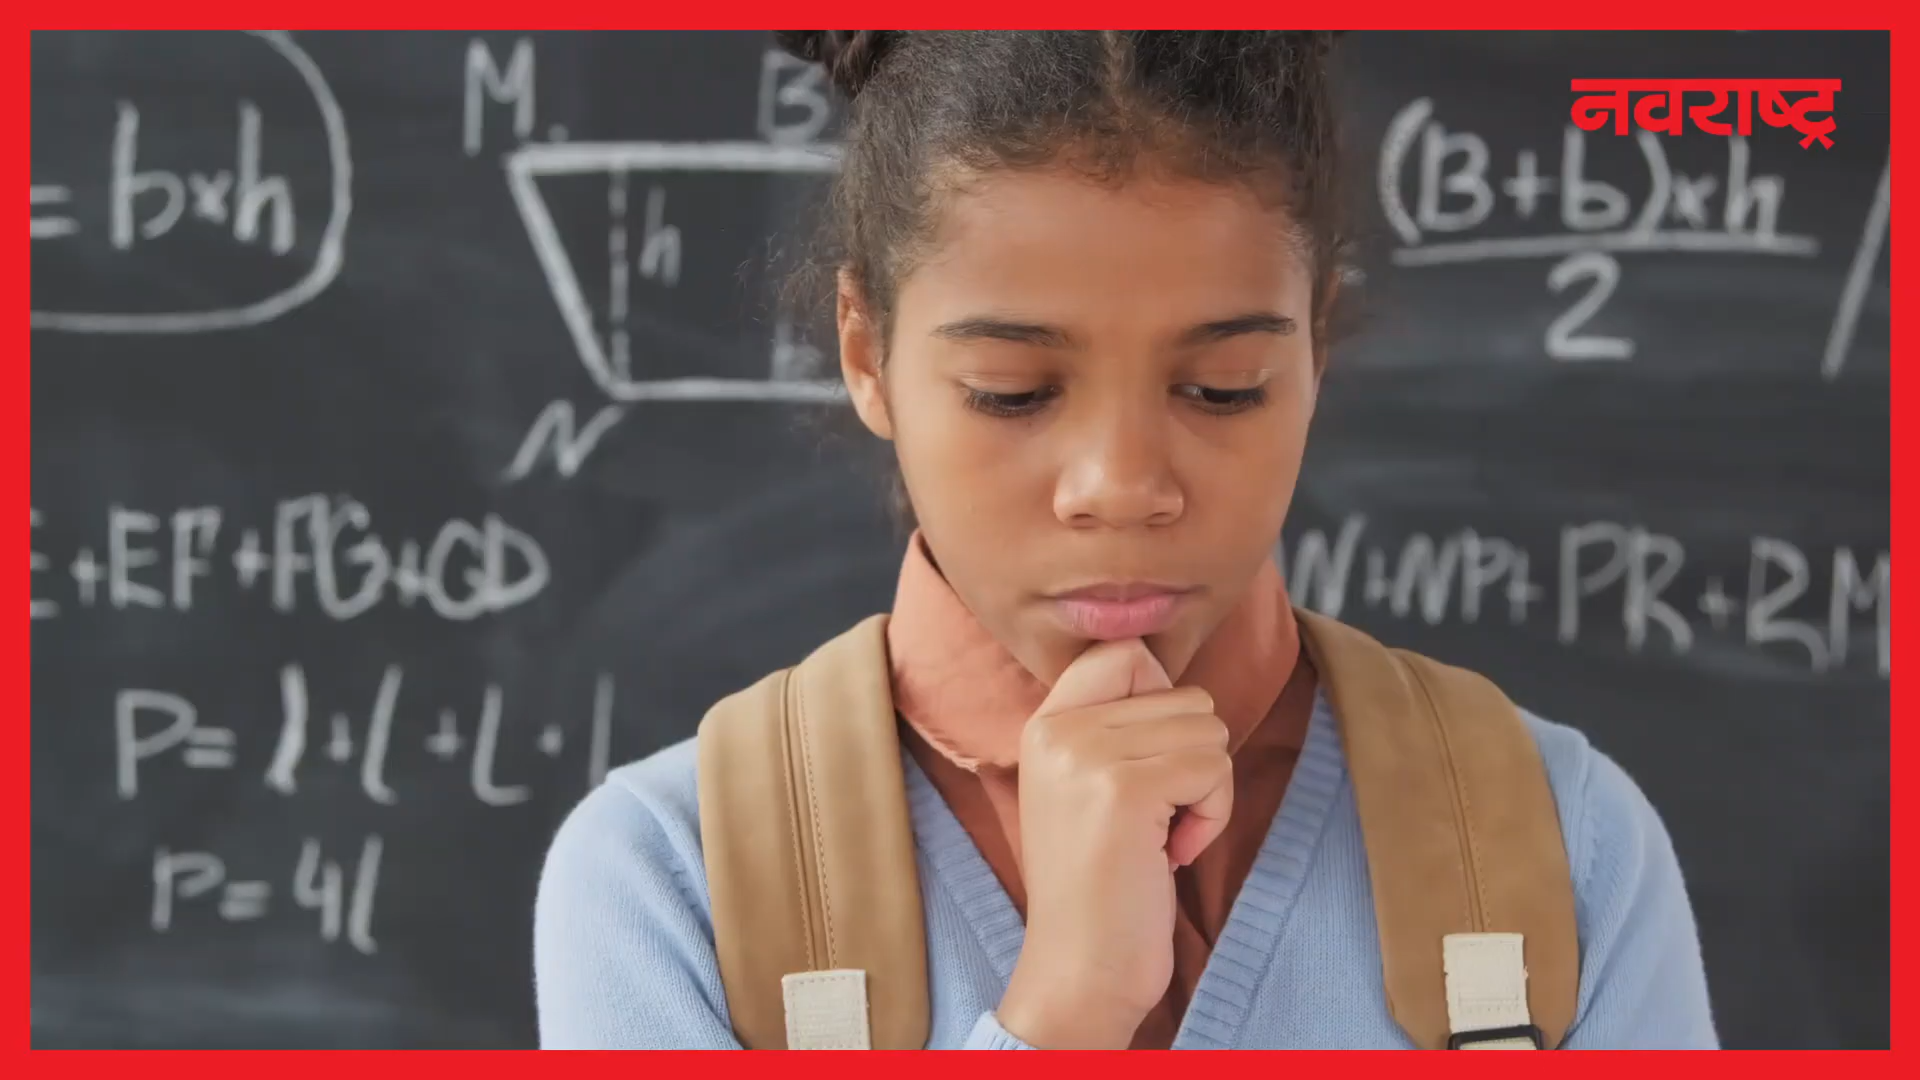 नवराष्ट्र
= b×h
M
B
h
N
(B+b)×h
2
+EF+FG+GD
N+NP+PR+RM
P= l+l+l+l
P= 4l